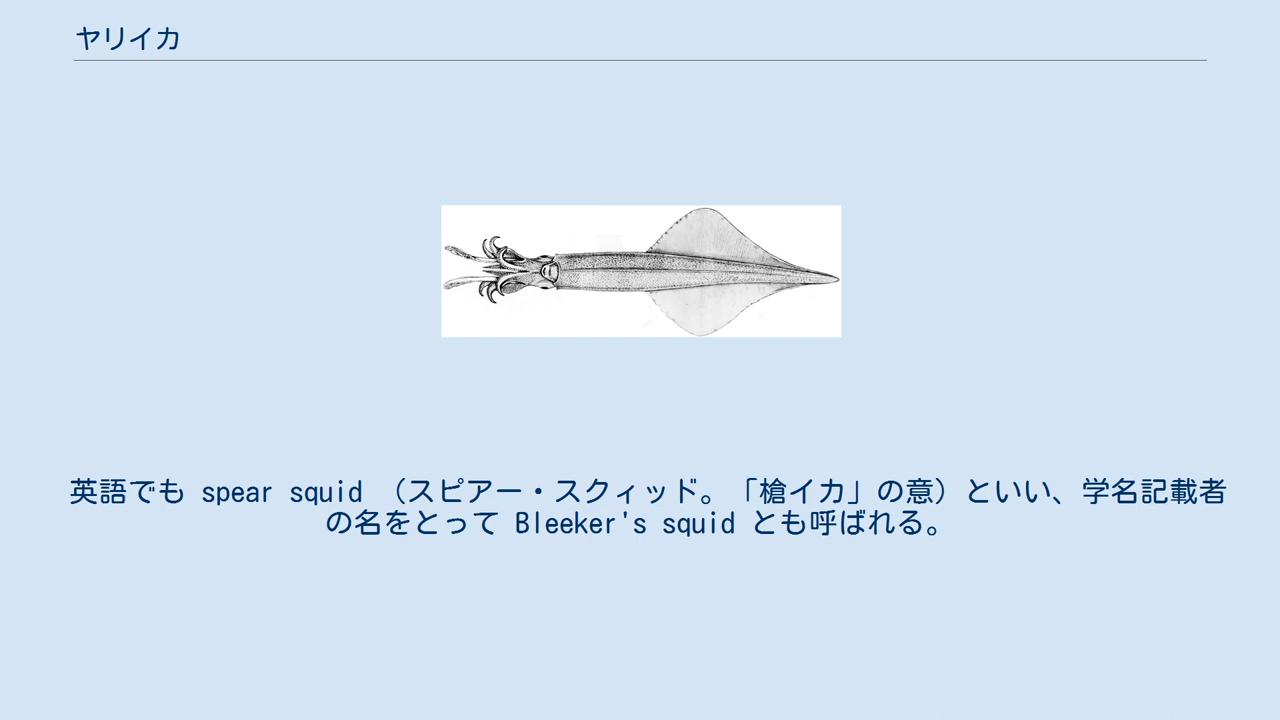 ヤリイカ
英語でも spear squid （スピアー・スクィッド。「槍イカ」の意）といい、学名記載者
の名をとって Bleeker's squid とも呼ばれる。